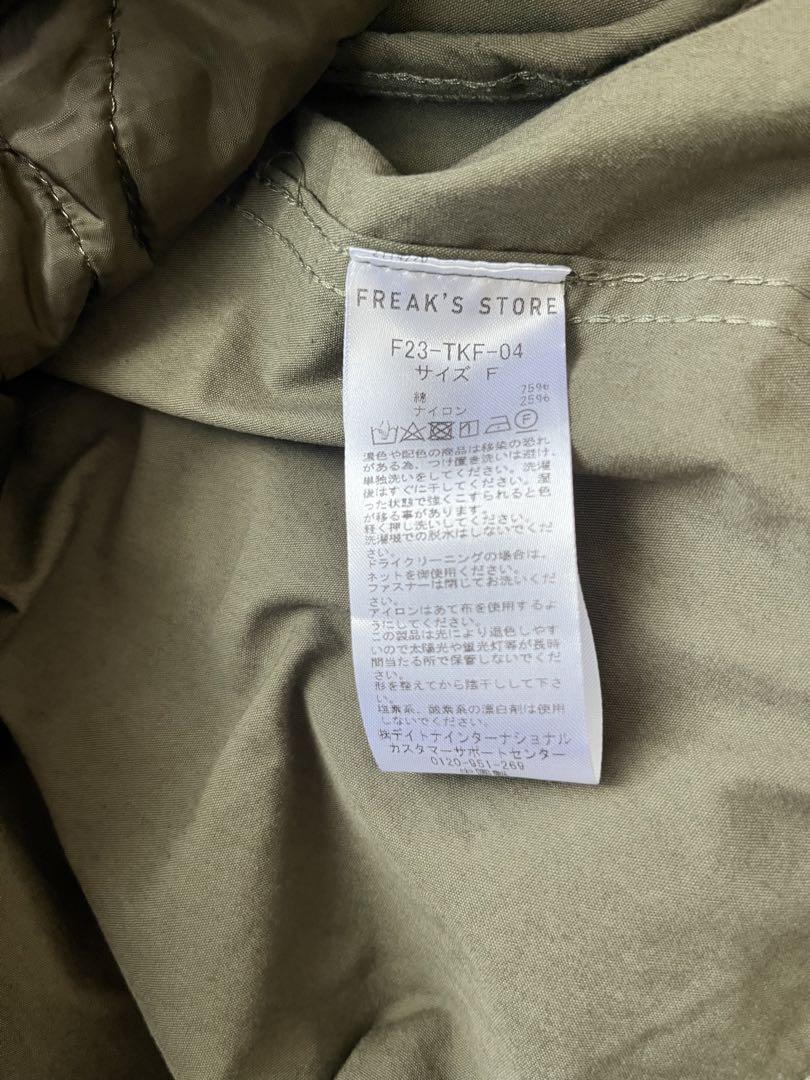 FREAK'S STORE
F23-TKF-04
サイズ F
綿 75%
ナイロン 25%
F
濃色や配色の商品は移染の恐れ
がある為、つけ置き洗いは避け、
単独洗いをしてください。洗濯
後はすぐに干してください。湿
った状態で強くこすられると色
が移る事があります。
軽く押し洗いしてください。
洗濯機での脱水はしないでくだ
さい。
ドライクリーニングの場合は、
ネットを御使用ください。
ファスナーは閉じてお洗いくだ
さい。
アイロンはあて布を使用するよ
うにしてください。
この製品は光により退色しやす
いので太陽光や蛍光灯等が長時
間当たる所で保管しないでくだ
さい。
形を整えてから陰干しして下さ
い。
塩素系、酸素系の漂白剤は使用
しないでください。
㈱デイトナインターナショナル
カスタマーサポートセンター
0120-951-269